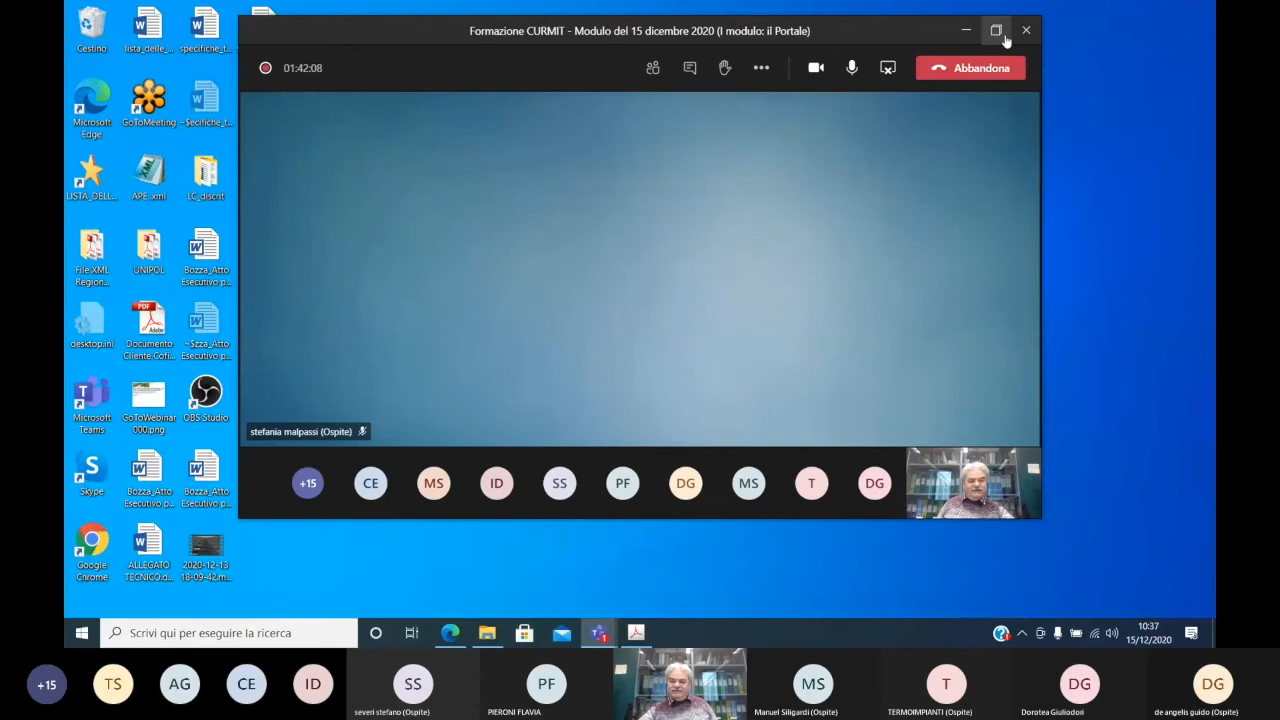 Formazione CURMIT - Modulo del 15 dicembre 2020 (I modulo: il Portale)
01:42:08
Abbandona
Cestino
lista_delle_...
specifiche_t...
Microsoft
Edge
GoToMeeting
~$ecifiche_t...
LISTA_DELL...
APE .xml
LC_discrit
File XML
Region...
UNIPOL
Bozza_Atto
Esecutivo p...
desktop.ini
Documento
Cliente Cofi...
~$zza_Atto
Esecutivo p...
Microsoft
Teams
GoToWebinar
000.png
OBS Studio
Skype
Bozza_Atto
Esecutivo p...
Bozza_Atto
Esecutivo p...
Google
Chrome
ALLEGATO
TECNICO.d...
2020-12-13
18-09-42.m...
stefania malpassi (Ospite)
+15
CE
MS
ID
SS
PF
DG
MS
T
DG
Scrivi qui per eseguire la ricerca
10:37
15/12/2020
+15
TS
AG
CE
ID
SS
severi stefano (Ospite)
PF
PIERONI FLAVIA
MS
Manuel Siligardi (Ospite)
T
TERMOIMPIANTI (Ospite)
DG
Dorotea Giuliodori
DG
de angelis guido (Ospite)